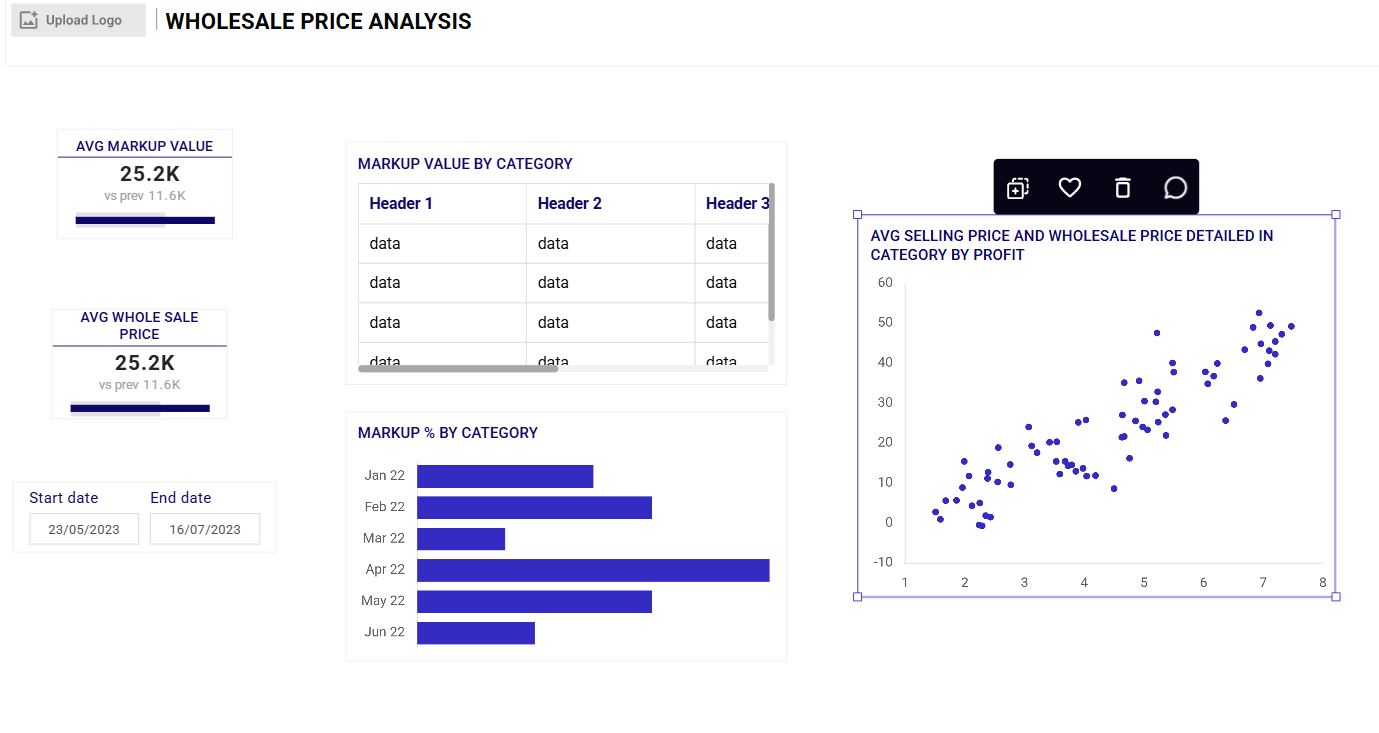 Upload Logo
WHOLESALE PRICE ANALYSIS
AVG MARKUP VALUE
25.2K
vs prev 11.6K
AVG WHOLE SALE
PRICE
25.2K
vs prev 11.6K
Start date End date
23/05/2023 16/07/2023
MARKUP VALUE BY CATEGORY
Header 1 Header 2 Header 3
data data data
data data data
data data data
data data data
MARKUP % BY CATEGORY
Jan 22
Feb 22
Mar 22
Apr 22
May 22
Jun 22
AVG SELLING PRICE AND WHOLESALE PRICE DETAILED IN
CATEGORY BY PROFIT
60
50
40
30
20
10
0
-10
1 2 3 4 5 6 7 8